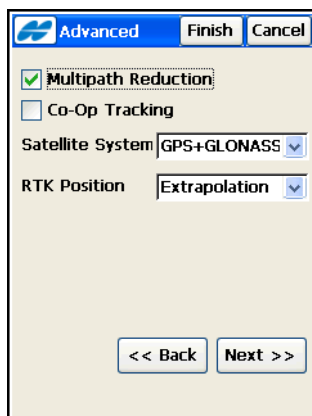 Advanced Finish Cancel
Multipath Reduction
Co-Op Tracking
Satellite System GPS+GLONASS
RTK Position Extrapolation
<< Back Next >>